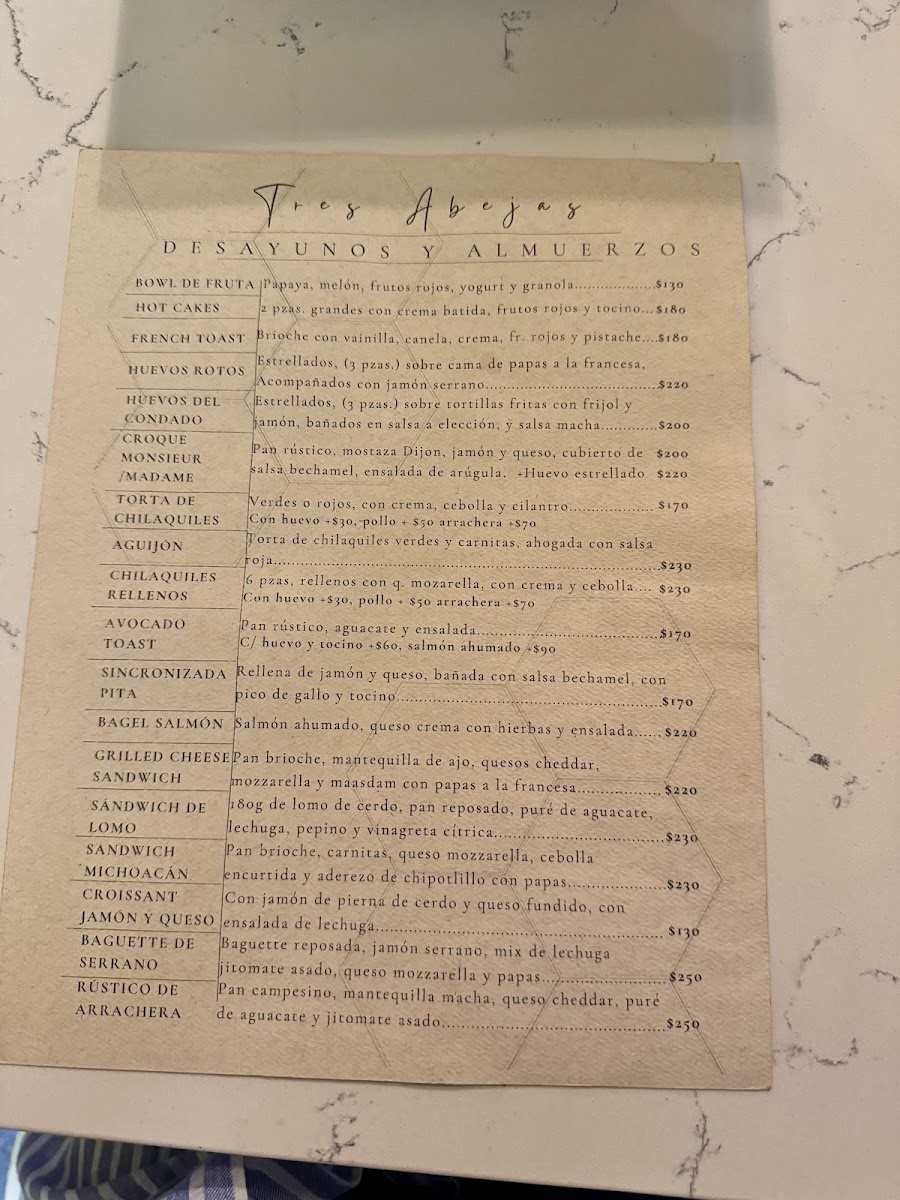 Tres Abejas
DESAYUNOS Y ALMUERZOS
BOWL DE FRUTA Papaya, melón, frutos rojos, yogurt y granola...................$130
HOT CAKES 2 pzas. grandes con crema batida, frutos rojos y tocino...$180
FRENCH TOAST Brioche con vainilla, canela, crema, fr. rojos y pistache....$180
HUEVOS ROTOS
Estrellados, (3 pzas.) sobre cama de papas a la francesa,
Acompañados con jamón serrano.........................................$220
HUEVOS DEL
CONDADO
Estrellados, (3 pzas.) sobre tortillas fritas con frijol y
jamón, bañados en salsa a elección, y salsa macha.............$200
CROQUE
MONSIEUR
/MADAME
Pan rústico, mostaza Dijon, jamón y queso, cubierto de $200
salsa bechamel, ensalada de arúgula. +Huevo estrellado $220
TORTA DE
CHILAQUILES
Verdes o rojos, con crema, cebolla y cilantro.....................$170
Con huevo +$30, pollo + $50 arrachera +$70
AGUIJÓN
Torta de chilaquiles verdes y carnitas, ahogada con salsa
roja.......................................................................................$230
CHILAQUILES
RELLENOS
6 pzas, rellenos con q. mozarella, con crema y cebolla.... $230
Con huevo +$30, pollo + $50 arrachera +$70
AVOCADO
TOAST
Pan rústico, aguacate y ensalada...............................................$170
C/ huevo y tocino +$60, salmón ahumado +$90
SINCRONIZADA
PITA
Rellena de jamón y queso, bañada con salsa bechamel, con
pico de gallo y tocino............................................................$170
BAGEL SALMÓN Salmón ahumado, queso crema con hierbas y ensalada......$220
GRILLED CHEESE
SANDWICH
Pan brioche, mantequilla de ajo, quesos cheddar,
mozzarella y maasdam con papas a la francesa....................$220
SÁNDWICH DE
LOMO
180g de lomo de cerdo, pan reposado, puré de aguacate,
lechuga, pepino y vinagreta cítrica.......................................$230
SANDWICH
MICHOACÁN
Pan brioche, carnitas, queso mozzarella, cebolla
encurtida y aderezo de chipotlillo con papas.......................$230
CROISSANT
JAMÓN Y QUESO
Con jamón de pierna de cerdo y queso fundido, con
ensalada de lechuga.................................................................$130
BAGUETTE DE
SERRANO
Baguette reposada, jamón serrano, mix de lechuga
jitomate asado, queso mozzarella y papas............................$250
RÚSTICO DE
ARRACHERA
Pan campesino, mantequilla macha, queso cheddar, puré
de aguacate y jitomate asado..................................................$250